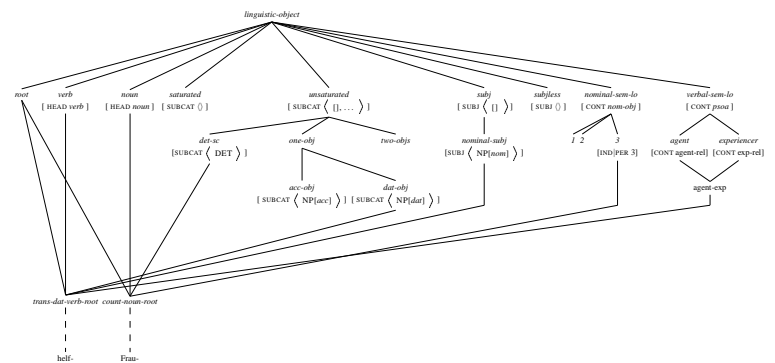 linguistic-object
root verb noun saturated unsaturated subj subjless nominal-sem-lo verbal-sem-lo
[ HEAD verb ] [ HEAD noun ] [ SUBCAT ⟨⟩ ] [ SUBCAT ⟨ [], … ⟩ ] [ SUBJ ⟨ [] ⟩ ] [ SUBJ ⟨⟩ ] [ CONT nom-obj ] [ CONT psoa ]
det-sc one-obj two-objs nominal-subj 1 2 3 agent experiencer
[SUBCAT ⟨ DET ⟩ ] [SUBJ ⟨ NP[nom] ⟩ ] [IND|PER 3] [CONT agent-rel] [CONT exp-rel]
acc-obj dat-obj agent-exp
[ SUBCAT ⟨ NP[acc] ⟩ ] [ SUBCAT ⟨ NP[dat] ⟩ ]
trans-dat-verb-root count-noun-root
helf- Frau-